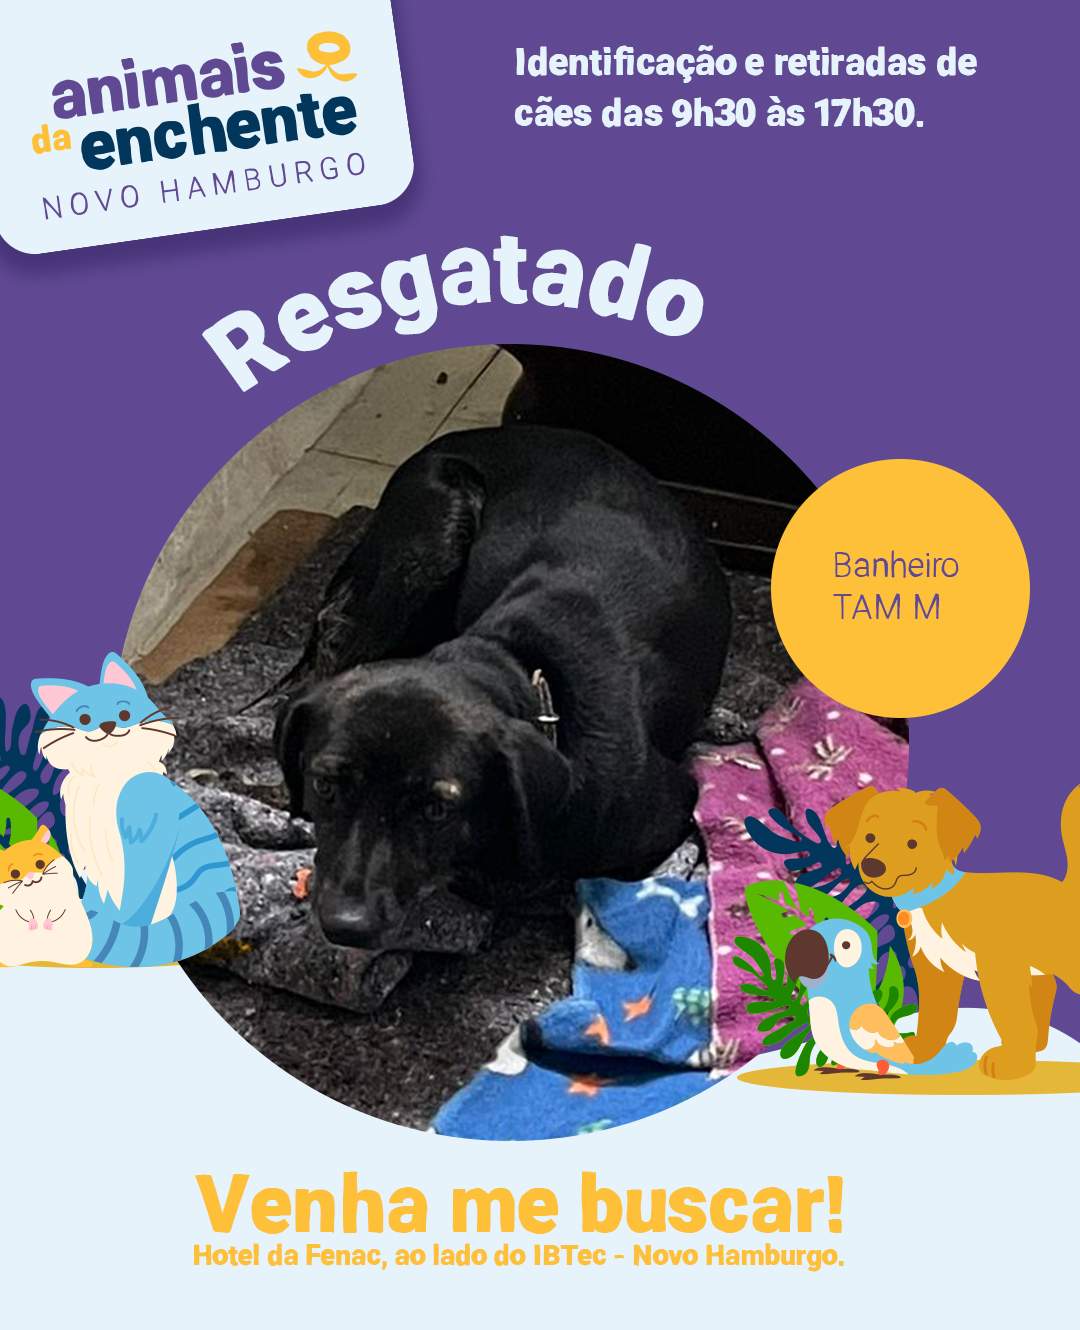 animais
da enchente
NOVO HAMBURGO
Identificação e retiradas de
cães das 9h30 às 17h30.
Resgatado
Banheiro
TAM M
Venha me buscar!
Hotel da Fenac, ao lado do IBTec - Novo Hamburgo.